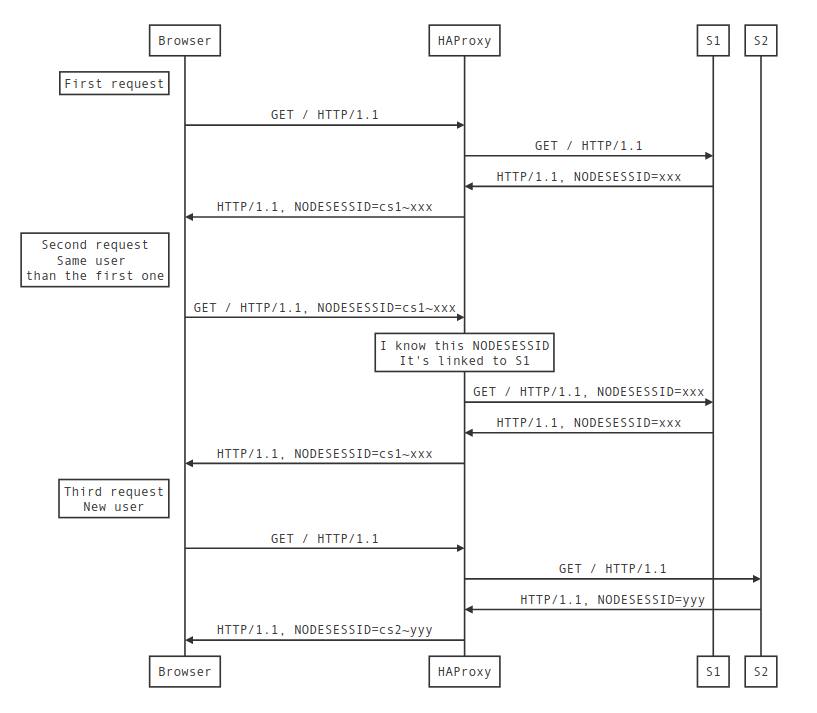 Browser
HAProxy
S1
S2
First request
GET / HTTP/1.1
GET / HTTP/1.1
HTTP/1.1, NODESESSID=xxx
HTTP/1.1, NODESESSID=cs1~xxx
Second request
Same user
than the first one
GET / HTTP/1.1, NODESESSID=cs1~xxx
I know this NODESESSID
It's linked to S1
GET / HTTP/1.1, NODESESSID=xxx
HTTP/1.1, NODESESSID=xxx
HTTP/1.1, NODESESSID=cs1~xxx
Third request
New user
GET / HTTP/1.1
GET / HTTP/1.1
HTTP/1.1, NODESESSID=yyy
HTTP/1.1, NODESESSID=cs2~yyy
Browser
HAProxy
S1
S2